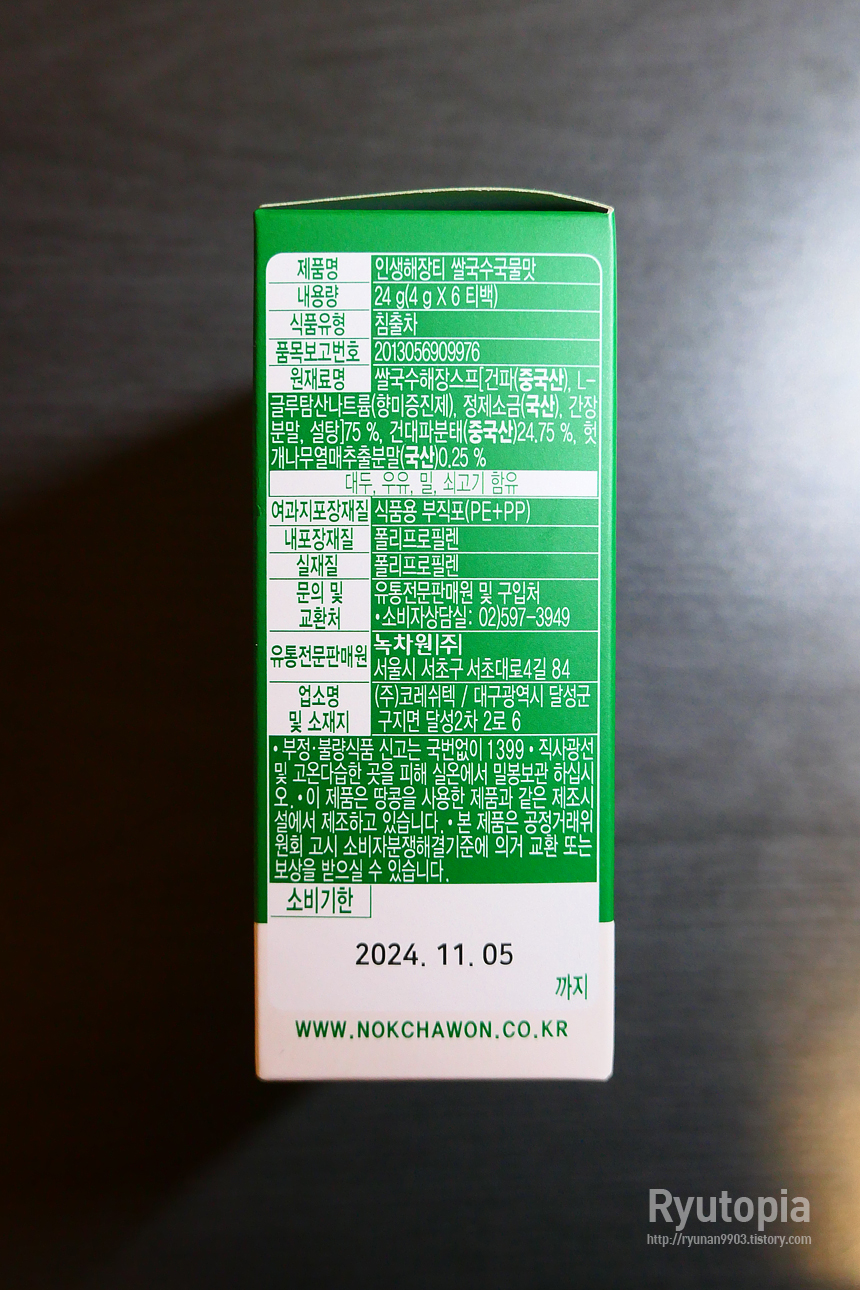 제품명 인생해장티 쌀국수국물맛
내용량 24 g(4 g X 6 티백)
식품유형 침출차
품목보고번호 2013056909976
원재료명 쌀국수해장스프[건파(중국산), L-
글루탐산나트륨(향미증진제), 정제소금(국산), 간장
분말, 설탕]75 %, 건대파분태(중국산)24.75 %, 헛
개나무열매추출분말(국산)0.25 %
대두, 우유, 밀, 쇠고기 함유
여과지포장재질 식품용 부직포(PE+PP)
내포장재질 폴리프로필렌
실재질 폴리프로필렌
문의 및 유통전문판매원 및 구입처
교환처 •소비자상담실: 02)597-3949
유통전문판매원 녹차원|주|
서울시 서초구 서초대로4길 84
업소명 (주)코레쉬텍 / 대구광역시 달성군
및 소재지 구지면 달성2차 2로 6
• 부정·불량식품 신고는 국번없이 1399 • 직사광선
및 고온다습한 곳을 피해 실온에서 밀봉보관 하십시
오. • 이 제품은 땅콩을 사용한 제품과 같은 제조시
설에서 제조하고 있습니다. • 본 제품은 공정거래위
원회 고시 소비자분쟁해결기준에 의거 교환 또는
보상을 받으실 수 있습니다.
소비기한
2024. 11. 05
까지
WWW.NOKCHAWON.CO.KR
Ryutopia
http://ryunan9903.tistory.com